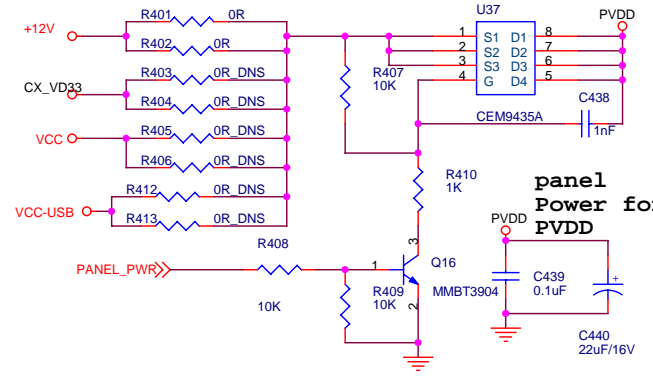 U37
R401 0R
+12V
R402 0R
CX_VD33
R403 0R_DNS
R404 0R_DNS
VCC
R405 0R_DNS
R406 0R_DNS
R412 0R_DNS
VCC-USB
R413 0R_DNS
R407
10K
1 S1 D1 8
2 S2 D2 7
3 S3 D3 6
4 G D4 5
PVDD
CEM9435A
C438
1nF
R410
1K
panel
Power for
PVDD
PVDD
PANEL_PWR
R408
10K
R409
10K
1
3
2
Q16
MMBT3904
C439
0.1uF
+
C440
22uF/16V